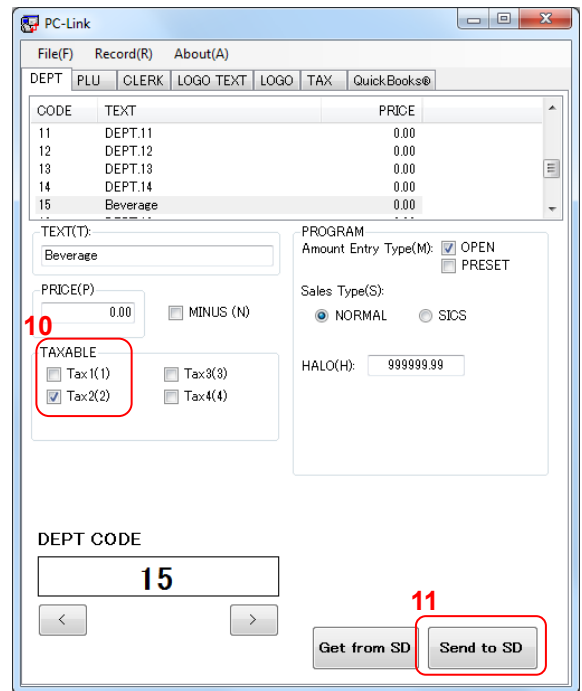 PC-Link
File(F) Record(R) About(A)
DEPT PLU CLERK LOGO TEXT LOGO TAX QuickBooks®
CODE TEXT PRICE
11 DEPT.11 0.00
12 DEPT.12 0.00
13 DEPT.13 0.00
14 DEPT.14 0.00
15 Beverage 0.00
TEXT(T):
Beverage
PRICE(P)
0.00 MINUS (N)
10
TAXABLE
Tax1(1) Tax3(3)
Tax2(2) Tax4(4)
PROGRAM
Amount Entry Type(M): OPEN
PRESET
Sales Type(S):
NORMAL SICS
HALO(H): 999999.99
DEPT CODE
15
< >
11
Get from SD Send to SD